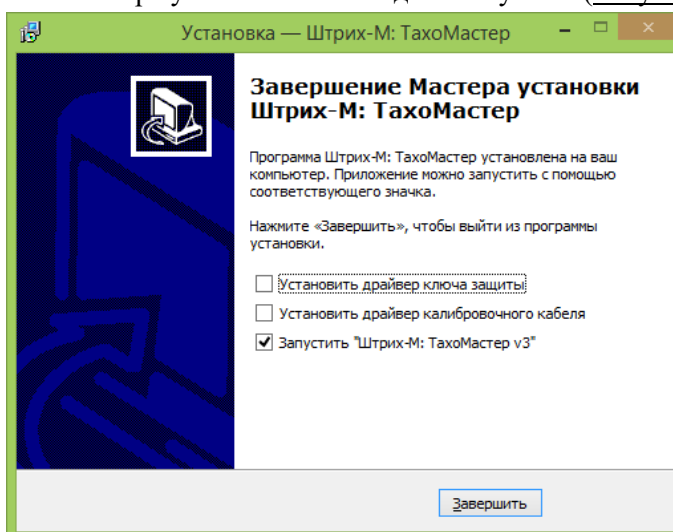 Установка — Штрих-М: ТахоМастер
Завершение Мастера установки
Штрих-М: ТахоМастер
Программа Штрих-М: ТахоМастер установлена на ваш
компьютер. Приложение можно запустить с помощью
соответствующего значка.
Нажмите «Завершить», чтобы выйти из программы
установки.
Установить драйвер ключа защиты
Установить драйвер калибровочного кабеля
Запустить "Штрих-М: ТахоМастер v3"
Завершить